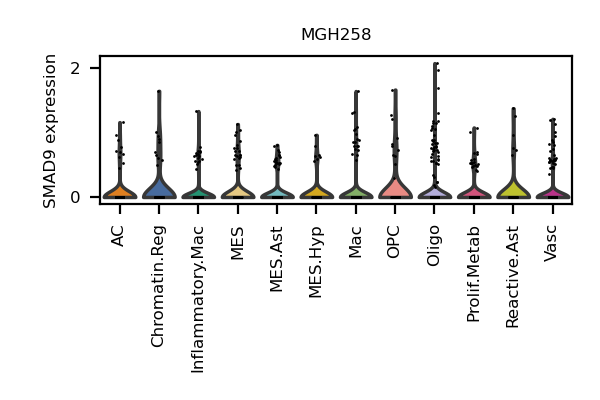 MGH258
SMAD9 expression
2
0
AC
Chromatin.Reg
Inflammatory.Mac
MES
MES.Ast
MES.Hyp
Mac
OPC
Oligo
Prolif.Metab
Reactive.Ast
Vasc